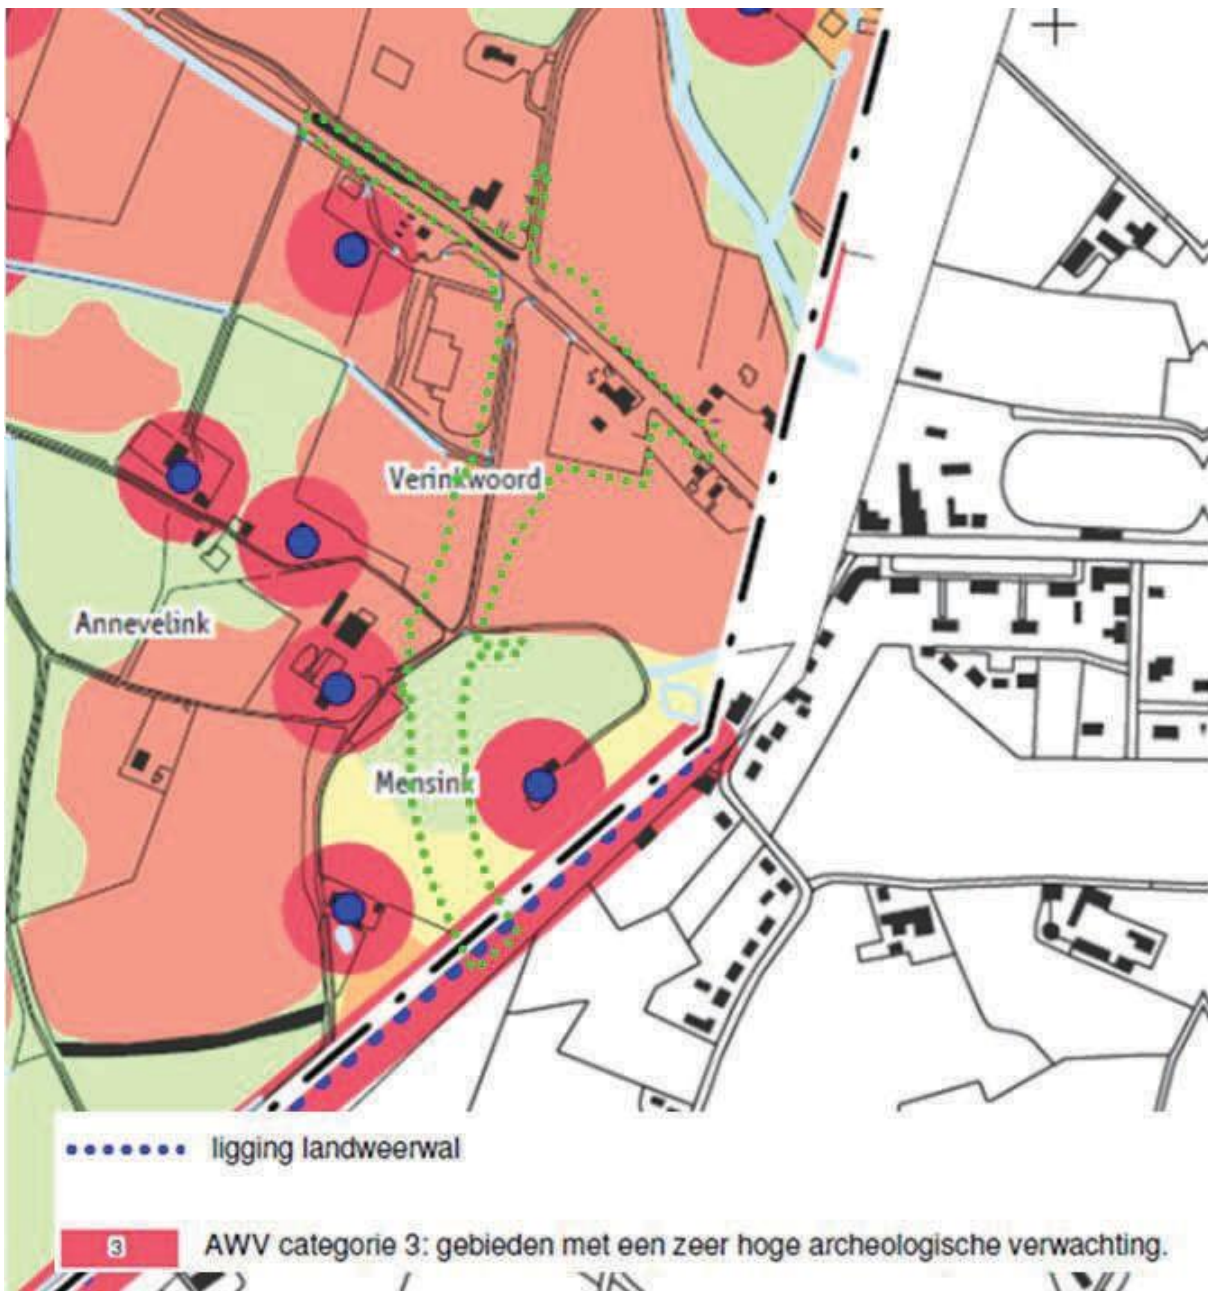 Verinkwoord
Annevelink
Mensink
ligging landweerwal
3 AWV categorie 3: gebieden met een zeer hoge archeologische verwachting.